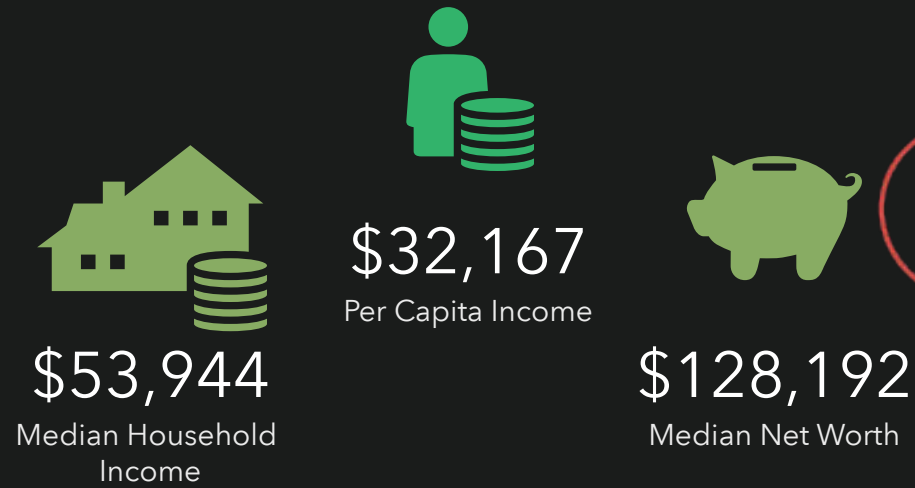 $32,167
Per Capita Income
$53,944
Median Household
Income
$128,192
Median Net Worth